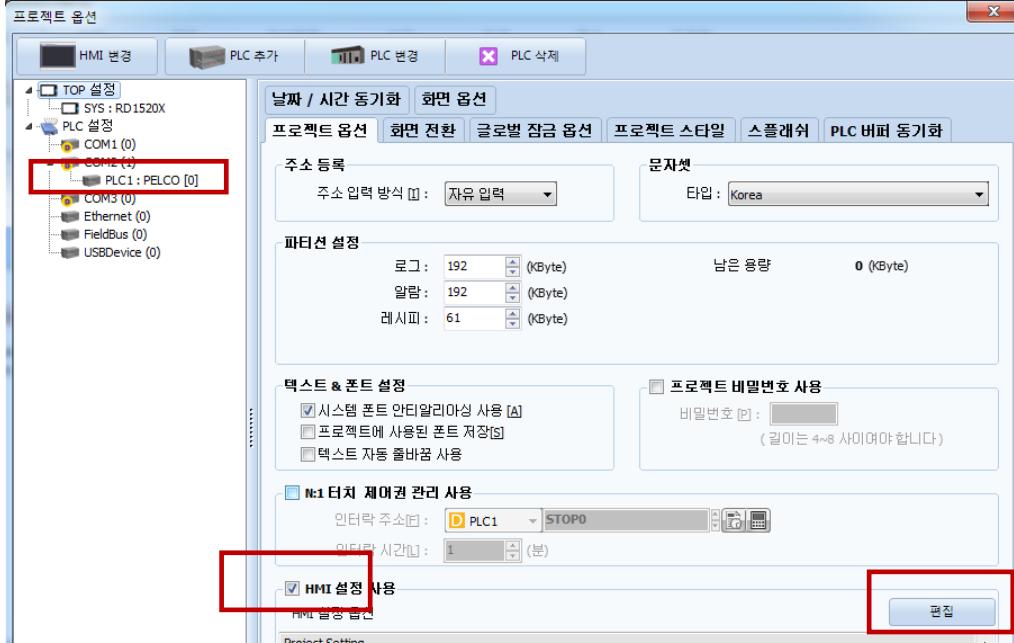 프로젝트 옵션
HMI 변경
PLC 추가
PLC 변경
PLC 삭제
TOP 설정
SYS : RD1520X
PLC 설정
COM1 (0)
COM2 (1)
PLC1 : PELCO [0]
COM3 (0)
Ethernet (0)
FieldBus (0)
USBDevice (0)
날짜 / 시간 동기화
화면 옵션
프로젝트 옵션
화면 전환
글로벌 잠금 옵션
프로젝트 스타일
스플래쉬
PLC 버퍼 동기화
주소 등록
주소 입력 방식 [I] :
자유 입력
문자셋
타입 :
Korea
파티션 설정
로그 :
192
(KByte)
남은 용량
0 (KByte)
알람 :
192
(KByte)
레시피 :
61
(KByte)
텍스트 & 폰트 설정
시스템 폰트 안티알리아싱 사용 [A]
프로젝트에 사용된 폰트 저장[S]
텍스트 자동 줄바꿈 사용
프로젝트 비밀번호 사용
비밀번호 [P] :
( 길이는 4~8 사이여야 합니다 )
N:1 터치 제어권 관리 사용
인터락 주소[F] :
D PLC1
STOP0
인터락 시간[L] :
1
(분)
HMI 설정 사용
HMI 설정 옵션
편집
Project Setting